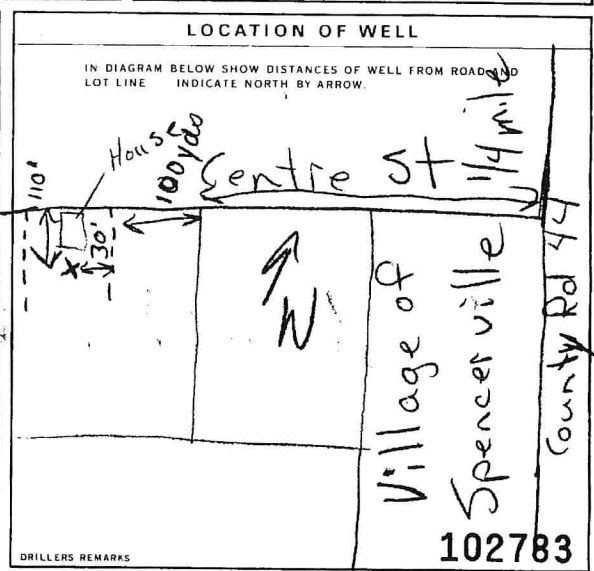 LOCATION OF WELL
IN DIAGRAM BELOW SHOW DISTANCES OF WELL FROM ROAD AND
LOT LINE INDICATE NORTH BY ARROW.
House
110'
100yds
Centre St
1/4 mile
30'
X
N
Village of
Spencerville
County Rd 44
DRILLERS REMARKS
102783